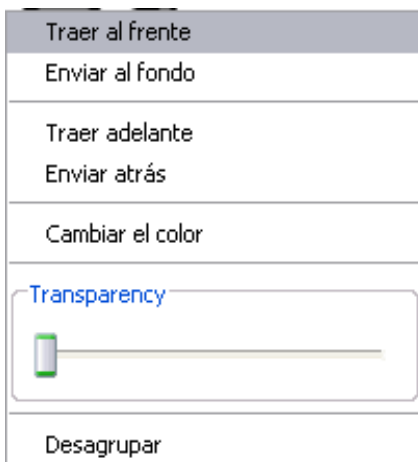 Traer al frente
Enviar al fondo
Traer adelante
Enviar atrás
Cambiar el color
Transparency
Desagrupar